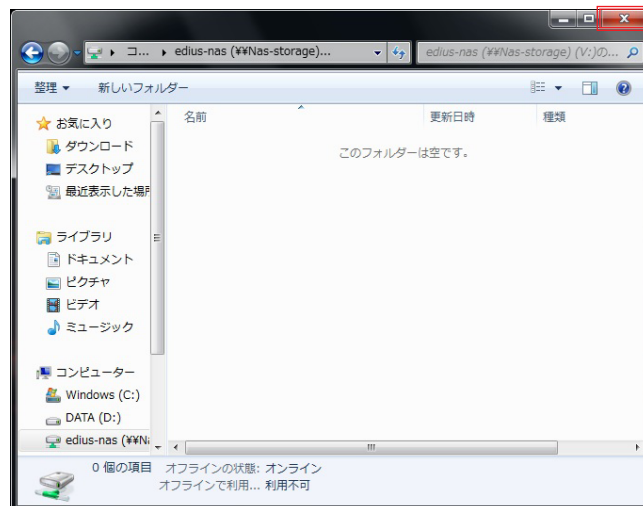 コ... edius-nas (¥¥Nas-storage)...
edius-nas (¥¥Nas-storage) (V:)の...
整理 新しいフォルダー
名前 更新日時 種類
このフォルダーは空です。
お気に入り
ダウンロード
デスクトップ
最近表示した場所
ライブラリ
ドキュメント
ピクチャ
ビデオ
ミュージック
コンピューター
Windows (C:)
DATA (D:)
edius-nas (¥¥Na
0 個の項目 オフラインの状態: オンライン
オフラインで利用... 利用不可